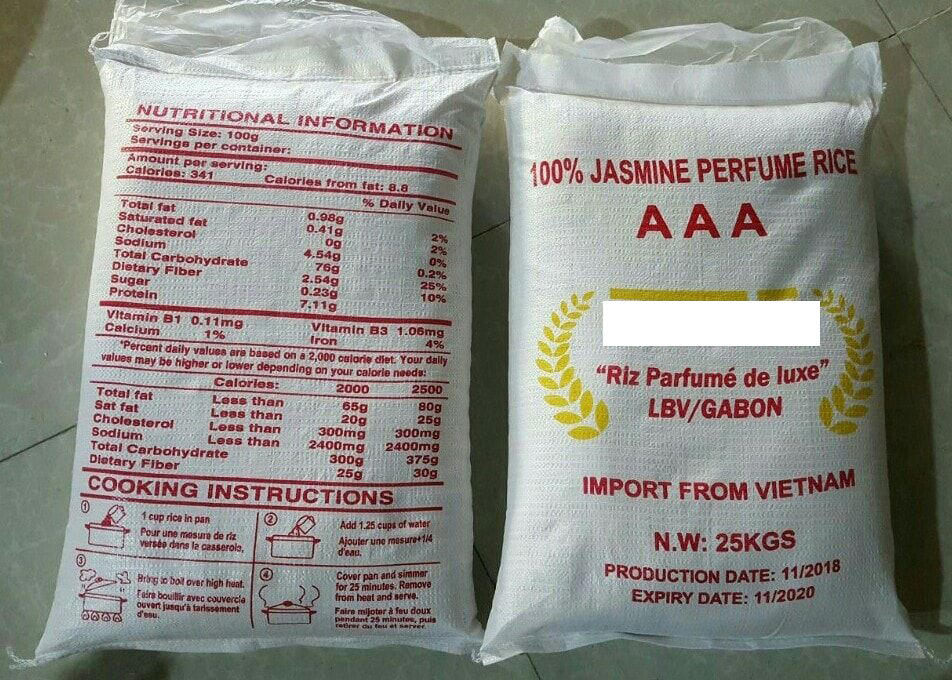 NUTRITIONAL INFORMATION
Serving Size: 100g
Servings per container:
Amount per serving:
Calories: 341 Calories from fat: 8.8
% Daily Value
Total fat 0.98g 2%
Saturated fat 0.41g 2%
Cholesterol 0g 0%
Sodium 4.54g 0.2%
Total Carbohydrate 76g 25%
Dietary Fiber 2.54g 10%
Sugar 0.23g
Protein 7.11g
Vitamin B1 0.11mg Vitamin B3 1.06mg
Calcium 1% Iron 4%
*Percent daily values are based on a 2,000 calorie diet. Your daily
values may be higher or lower depending on your calorie needs:
Calories: 2000 2500
Total fat Less than 65g 80g
Sat fat Less than 20g 25g
Cholesterol Less than 300mg 300mg
Sodium Less than 2400mg 2400mg
Total Carbohydrate 300g 375g
Dietary Fiber 25g 30g
COOKING INSTRUCTIONS
1
1 cup rice in pan
Pour une mesure de riz
versée dans la casserole,
2
Add 1.25 cups of water
Ajouter une mesure+1/4
d'eau.
3
Bring to boil over high heat.
Faire bouillir avec couvercle
ouvert jusqu'à tarissement
d'eau.
4
Cover pan and simmer
for 25 minutes. Remove
from heat and serve.
Faire mijoter à feu doux
pendant 25 minutes, puis
retirer du feu et server.
100% JASMINE PERFUME RICE
AAA
"Riz Parfumé de luxe"
LBV/GABON
IMPORT FROM VIETNAM
N.W: 25KGS
PRODUCTION DATE: 11/2018
EXPIRY DATE: 11/2020